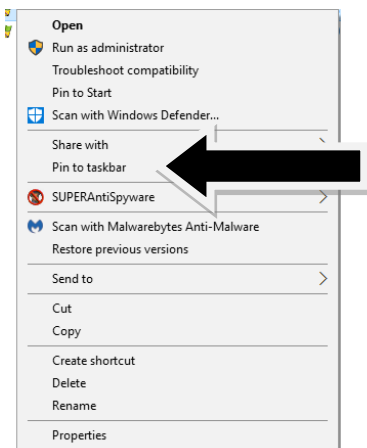 Open
Run as administrator
Troubleshoot compatibility
Pin to Start
Scan with Windows Defender...
Share with
Pin to taskbar
SUPERAntiSpyware
Scan with Malwarebytes Anti-Malware
Restore previous versions
Send to
Cut
Copy
Create shortcut
Delete
Rename
Properties